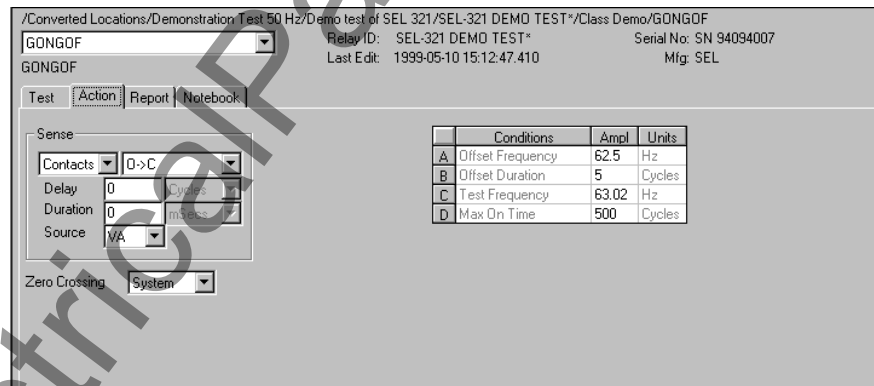 /Converted Locations/Demonstration Test 50 Hz/Demo test of SEL 321/SEL-321 DEMO TEST*/Class Demo/GONGOF
GONGOF
Relay ID: SEL-321 DEMO TEST* Serial No: SN 94094007
Last Edit: 1999-05-10 15:12:47.410 Mfg: SEL
GONGOF
Test Action Report Notebook
Sense
Contacts O->C
Delay 0 Cycles
Duration 0 mSecs
Source VA
Zero Crossing System
Conditions Ampl Units
A Offset Frequency 62.5 Hz
B Offset Duration 5 Cycles
C Test Frequency 63.02 Hz
D Max On Time 500 Cycles